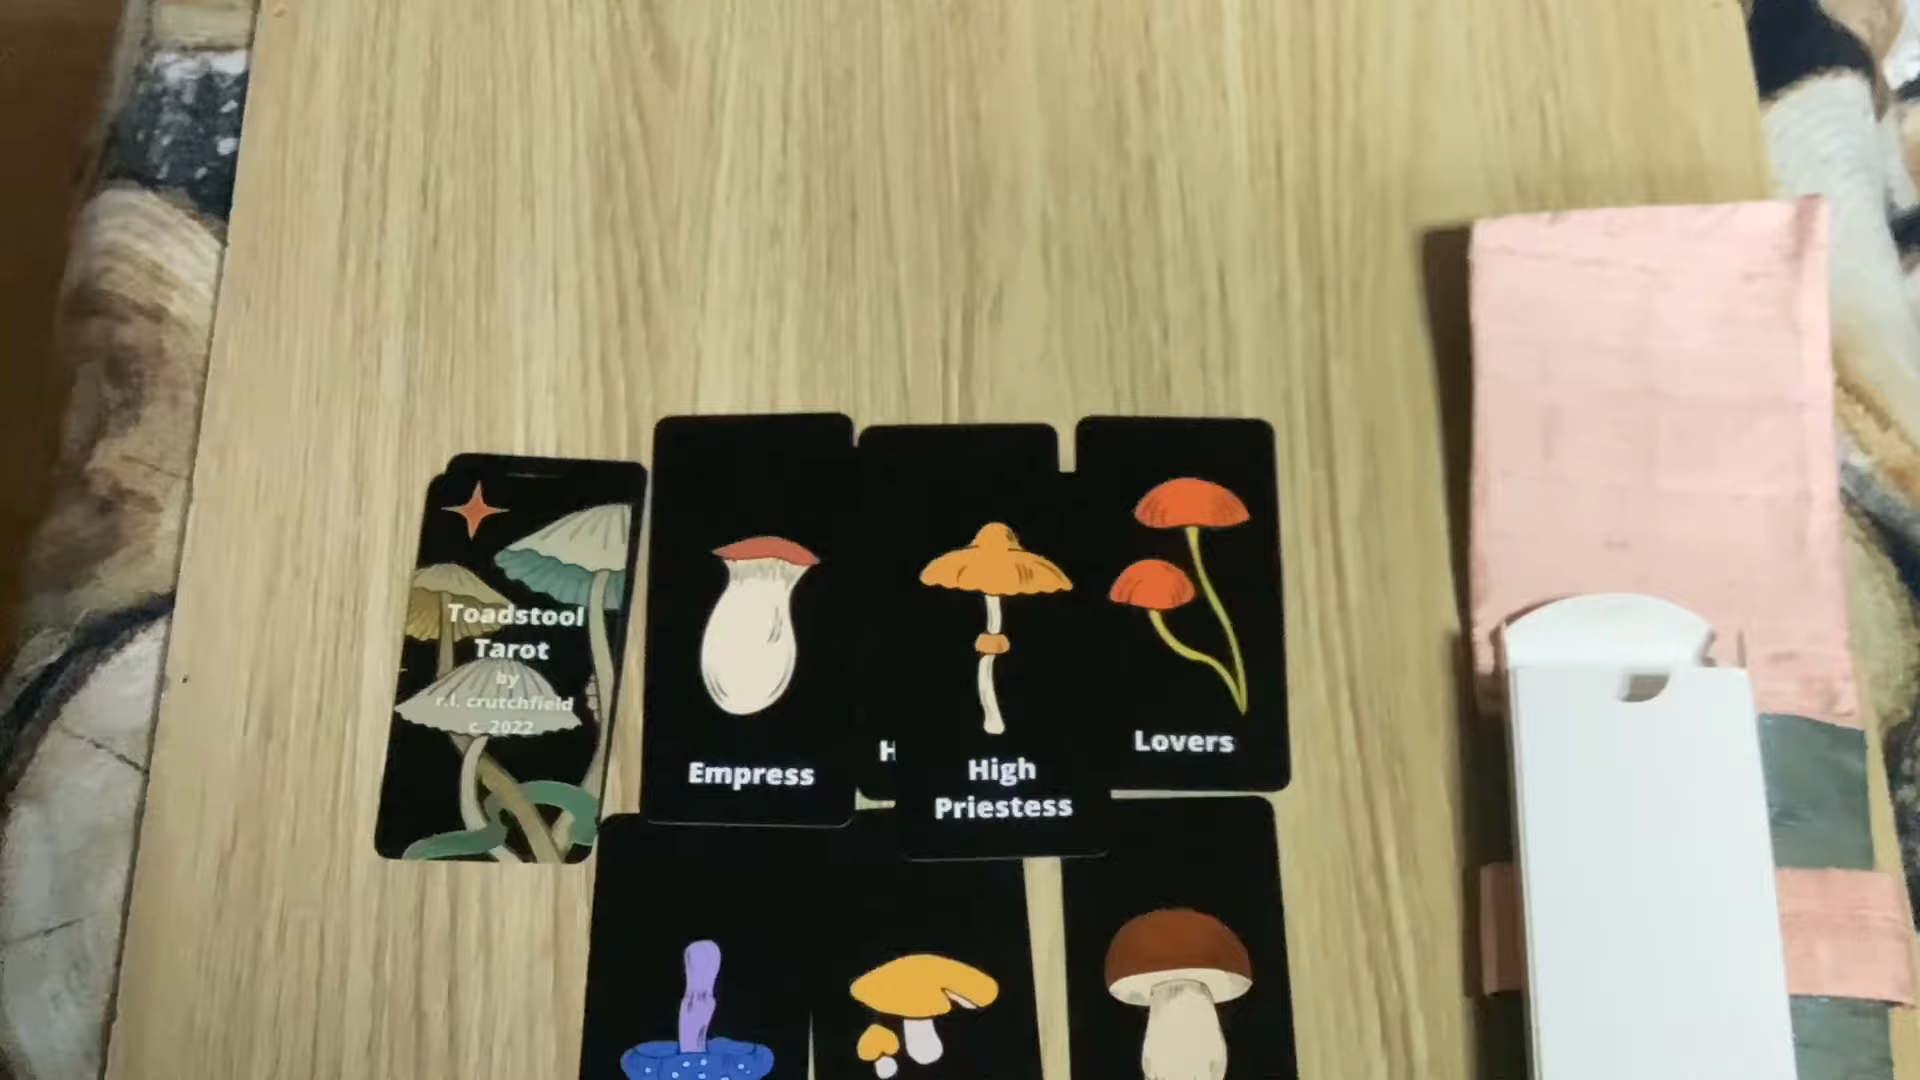 Toadstool
Tarot
by
r.l. crutchfield
c. 2022
Empress
H
High
Priestess
Lovers